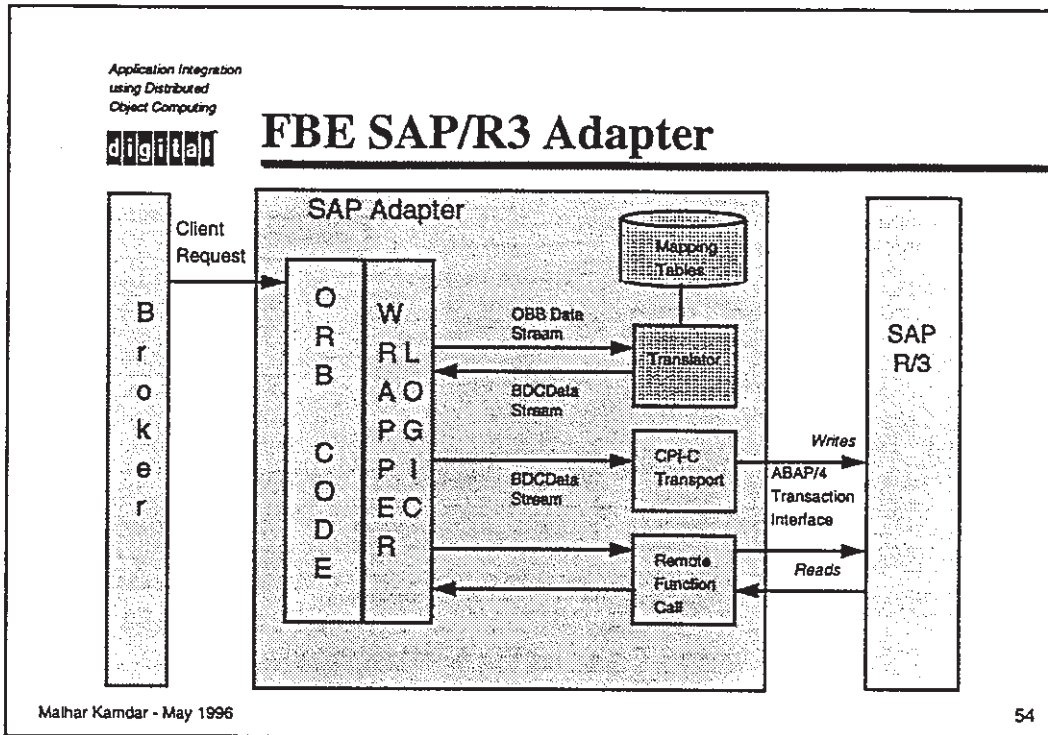 Application Integration
using Distributed
Object Computing
digital
FBE SAP/R3 Adapter
Broker
Client
Request
SAP Adapter
ORB CODE
WRAPPER
LOGIC
OBB Data
Stream
BDCData
Stream
BDCData
Stream
Mapping
Tables
Translator
CPI-C
Transport
Remote
Function
Call
Writes
ABAP/4
Transaction
Interface
Reads
SAP
R/3
Malhar Kamdar - May 1996
54